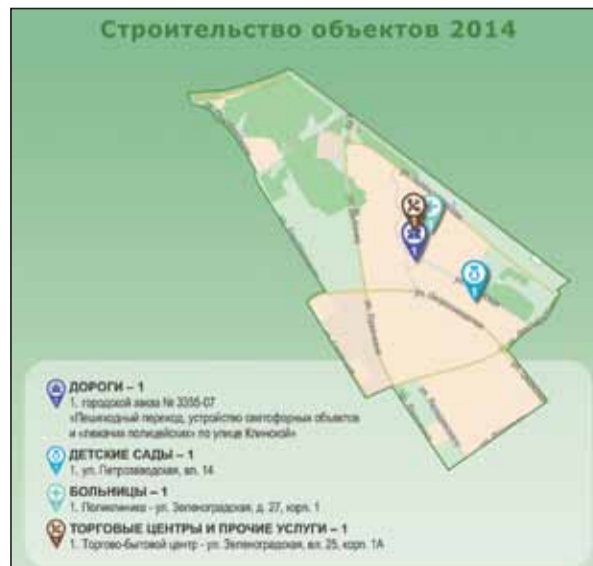 Строительство объектов 2014
ДОРОГИ – 1
1. городской заказ № 3355-07
«Пешеходный переход, устройство светофорных объектов
и «лежачих полицейских» по улице Клинской»
ДЕТСКИЕ САДЫ – 1
1. ул. Петрозаводская, вл. 14
БОЛЬНИЦЫ – 1
1. Поликлиника - ул. Зеленоградская, д. 27, корп. 1
ТОРГОВЫЕ ЦЕНТРЫ И ПРОЧИЕ УСЛУГИ – 1
1. Торгово-бытовой центр - ул. Зеленоградская, вл. 25, корп. 1А